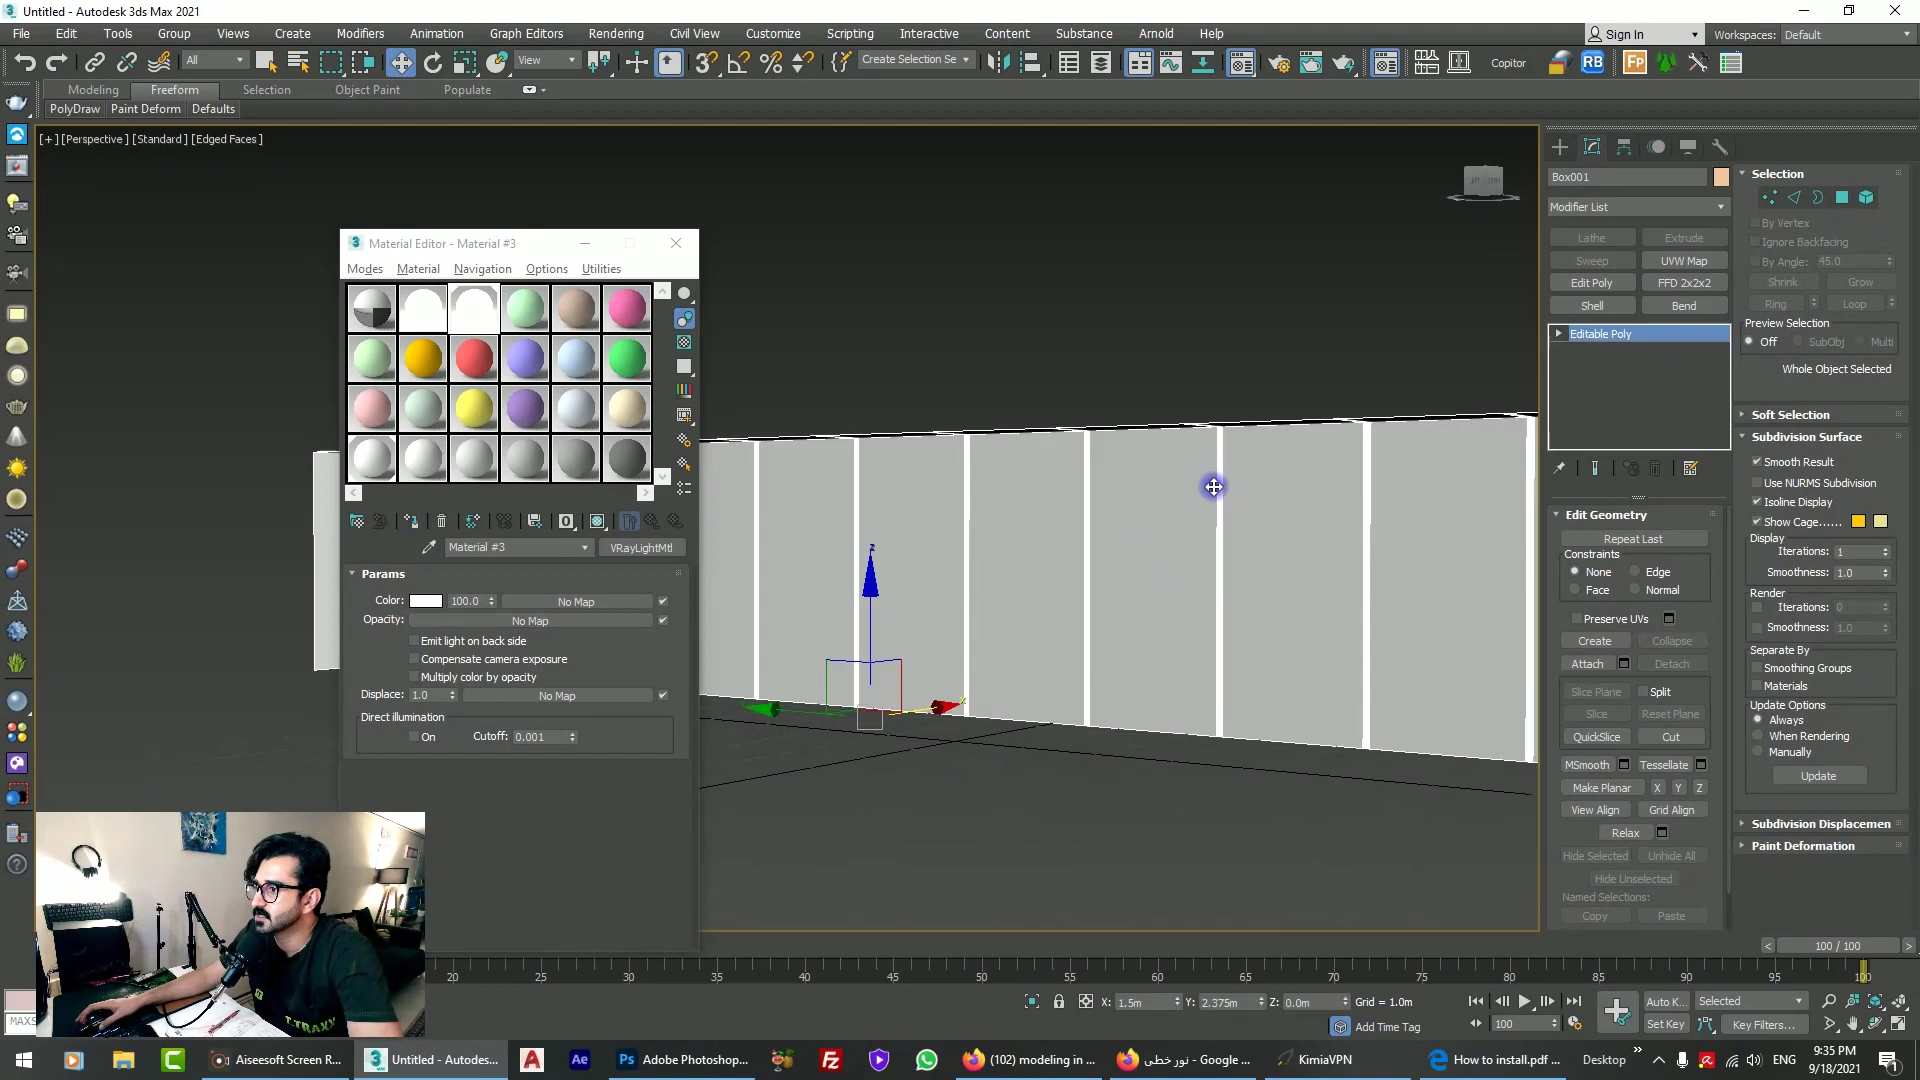 Untitled - Autodesk 3ds Max 2021
File Edit Tools Group Views Create Modifiers Animation Graph Editors Rendering Civil View Customize Scripting Interactive Content Substance Arnold Help
Sign In Workspaces: Default
All View Create Selection Se Copitor RB Fp
Modeling Freeform Selection Object Paint Populate
PolyDraw Paint Deform Defaults
[+] [Perspective ] [Standard ] [Edged Faces ]
Material Editor - Material #3
Modes Material Navigation Options Utilities
Material #3 VRayLightMtl
Params
Color: 100.0 No Map
Opacity: No Map
Emit light on back side
Compensate camera exposure
Multiply color by opacity
Displace: 1.0 No Map
Direct illumination
On Cutoff: 0.001
z
x
Box001
Modifier List
Lathe Extrude
Sweep UVW Map
Edit Poly FFD 2x2x2
Shell Bend
Editable Poly
Edit Geometry
Repeat Last
Constraints
None Edge
Face Normal
Preserve UVs
Create Collapse
Attach Detach
Slice Plane Split
Slice Reset Plane
QuickSlice Cut
MSmooth Tessellate
Make Planar X Y Z
View Align Grid Align
Relax
Hide Selected Unhide All
Hide Unselected
Named Selections:
Copy Paste
Selection
By Vertex
Ignore Backfacing
By Angle: 45.0
Shrink Grow
Ring Loop
Preview Selection
Off SubObj Multi
Whole Object Selected
Soft Selection
Subdivision Surface
Smooth Result
Use NURMS Subdivision
Isoline Display
Show Cage......
Display
Iterations: 1
Smoothness: 1.0
Render
Iterations: 0
Smoothness: 1.0
Separate By
Smoothing Groups
Materials
Update Options
Always
When Rendering
Manually
Update
Subdivision Displacemen
Paint Deformation
< 100 / 100 >
20 25 30 35 40 45 50 55 60 65 70 75 80 85 90 95 100
X: 1.5m Y: 2.375m Z: 0.0m Grid = 1.0m
Add Time Tag
100
Auto K... Selected
Set Key Key Filters...
MAXS
T-TRAXX
Aiseesoft Screen R... Untitled - Autodes... Adobe Photoshop... (102) modeling in ... نور خطی - Google ... KimiaVPN How to install.pdf ... Desktop ENG
9:35 PM
9/18/2021